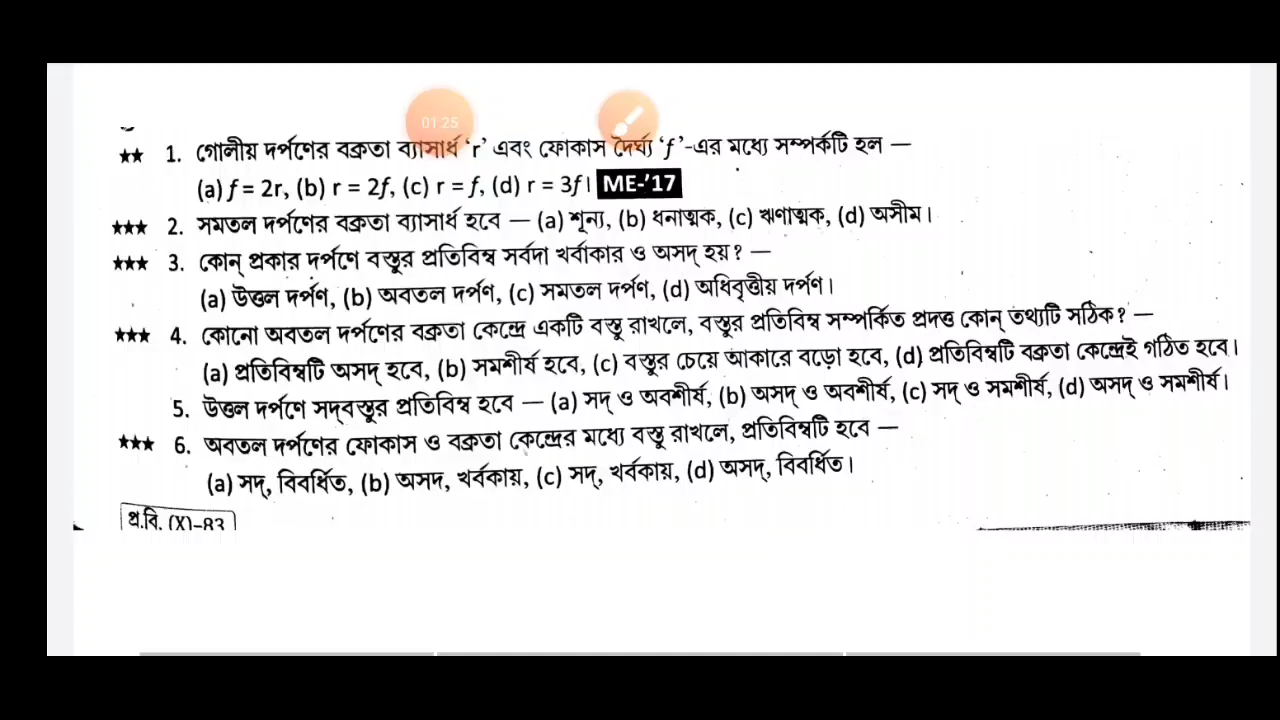 01:25
★★ 1. গোলীয় দর্পণের বক্রতা ব্যাসার্ধ ‘r’ এবং ফোকাস দৈর্ঘ্য ‘f’-এর মধ্যে সম্পর্কটি হল —
(a) f = 2r, (b) r = 2f, (c) r = f, (d) r = 3f। ME-’17
★★★ 2. সমতল দর্পণের বক্রতা ব্যাসার্ধ হবে — (a) শূন্য, (b) ধনাত্মক, (c) ঋণাত্মক, (d) অসীম।
★★★ 3. কোন্ প্রকার দর্পণে বস্তুর প্রতিবিম্ব সর্বদা খর্বাকার ও অসদ্ হয়? —
(a) উত্তল দর্পণ, (b) অবতল দর্পণ, (c) সমতল দর্পণ, (d) অধিবৃত্তীয় দর্পণ।
★★★ 4. কোনো অবতল দর্পণের বক্রতা কেন্দ্রে একটি বস্তু রাখলে, বস্তুর প্রতিবিম্ব সম্পর্কিত প্রদত্ত কোন্ তথ্যটি সঠিক? —
(a) প্রতিবিম্বটি অসদ্ হবে, (b) সমশীর্ষ হবে, (c) বস্তুর চেয়ে আকারে বড়ো হবে, (d) প্রতিবিম্বটি বক্রতা কেন্দ্রেই গঠিত হবে।
5. উত্তল দর্পণে সদ্‌বস্তুর প্রতিবিম্ব হবে — (a) সদ্ ও অবশীর্ষ, (b) অসদ্ ও অবশীর্ষ, (c) সদ্ ও সমশীর্ষ, (d) অসদ্ ও সমশীর্ষ।
★★★ 6. অবতল দর্পণের ফোকাস ও বক্রতা কেন্দ্রের মধ্যে বস্তু রাখলে, প্রতিবিম্বটি হবে —
(a) সদ্, বিবর্ধিত, (b) অসদ, খর্বকায়, (c) সদ্, খর্বকায়, (d) অসদ্, বিবর্ধিত।
প্র.বি. (X)–83